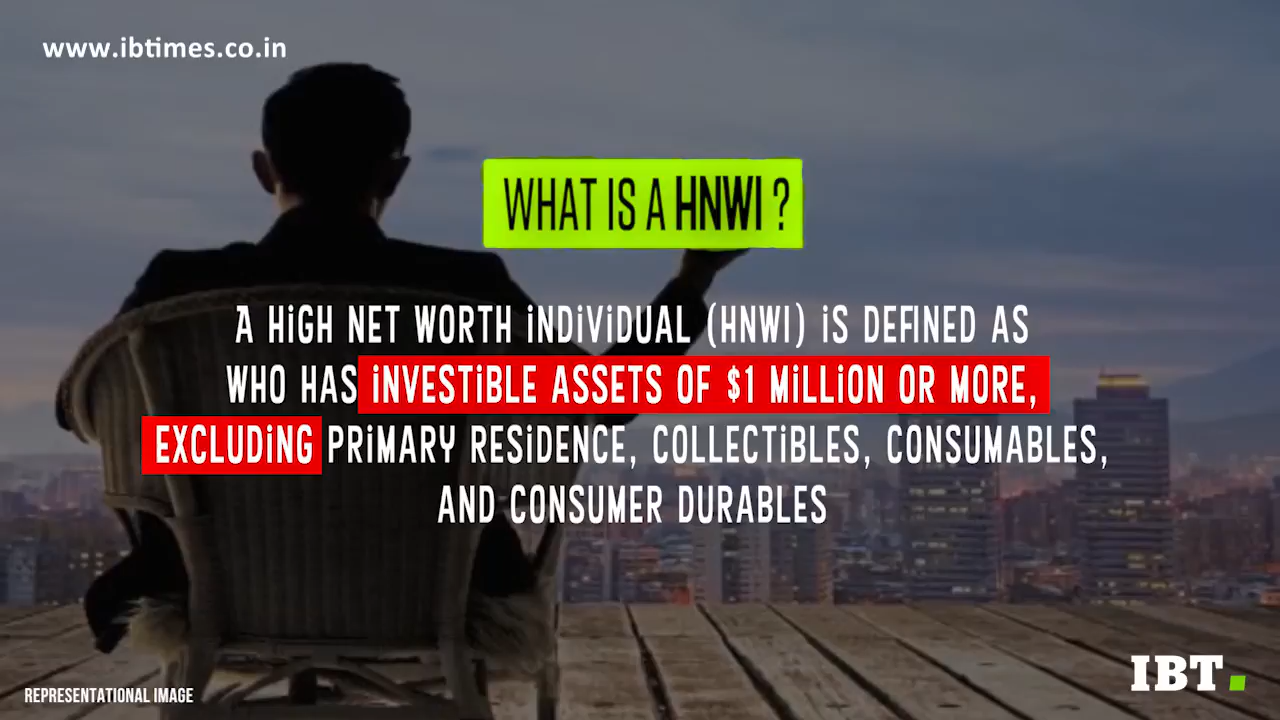 www.ibtimes.co.in
WHAT IS A HNWI ?
A HiGH NET WORTH iNDiViDUAL (HNWI) iS DEFINED AS
WHO HAS iNVESTiBLE ASSETS OF $1 MiLLiON OR MORE,
EXCLUDiNG PRiMARY RESiDENCE, COLLECTiBLES, CONSUMABLES,
AND CONSUMER DURABLES
REPRESENTATIONAL IMAGE
IBT.